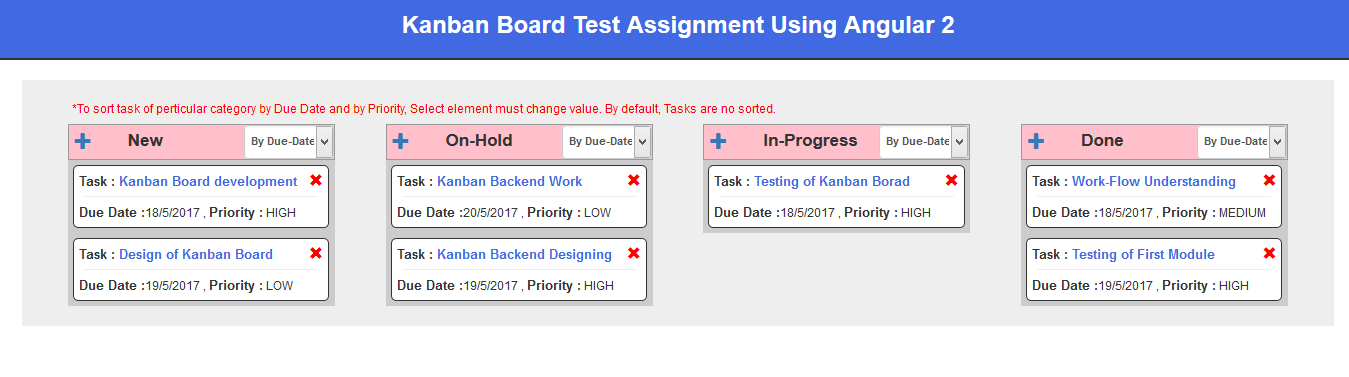 Kanban Board Test Assignment Using Angular 2
*To sort task of perticular category by Due Date and by Priority, Select element must change value. By default, Tasks are no sorted.
New By Due-Date
Task : Kanban Board development
Due Date :18/5/2017 , Priority : HIGH
Task : Design of Kanban Board
Due Date :19/5/2017 , Priority : LOW
On-Hold By Due-Date
Task : Kanban Backend Work
Due Date :20/5/2017 , Priority : LOW
Task : Kanban Backend Designing
Due Date :19/5/2017 , Priority : HIGH
In-Progress By Due-Date
Task : Testing of Kanban Borad
Due Date :18/5/2017 , Priority : HIGH
Done By Due-Date
Task : Work-Flow Understanding
Due Date :18/5/2017 , Priority : MEDIUM
Task : Testing of First Module
Due Date :19/5/2017 , Priority : HIGH